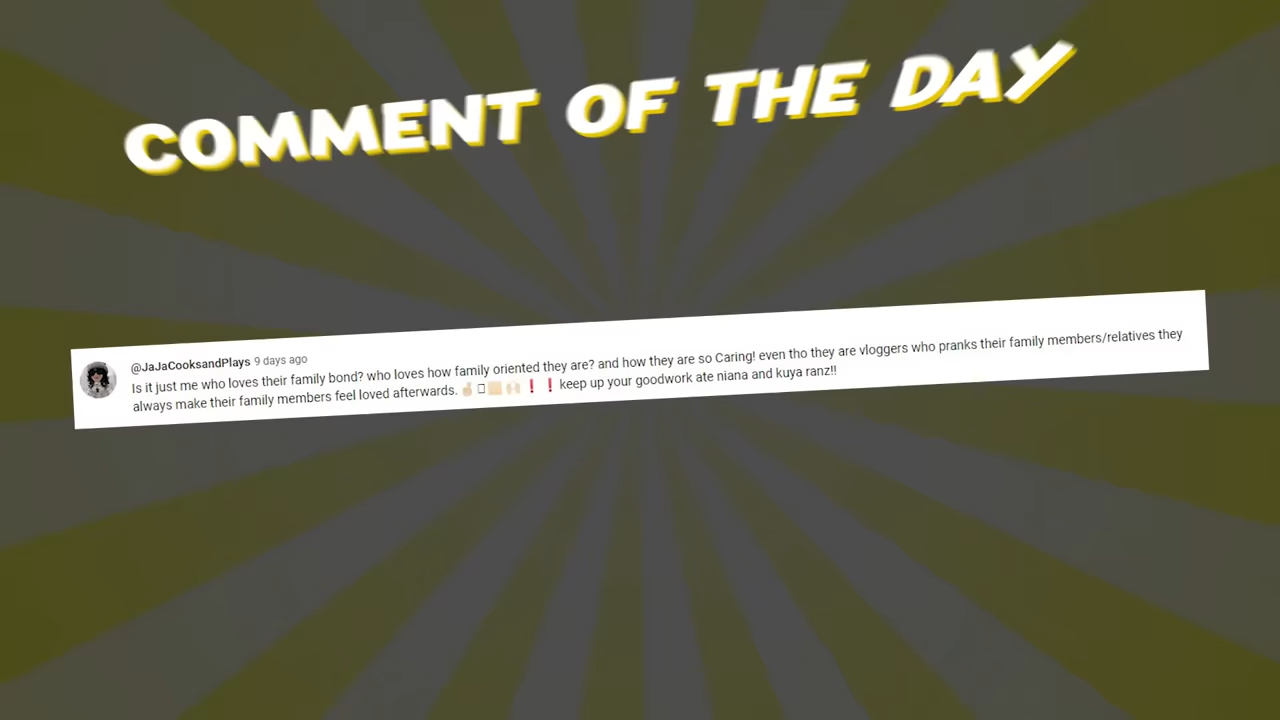 COMMENT OF THE DAY
@JaJaCooksandPlays 9 days ago
Is it just me who loves their family bond? who loves how family oriented they are? and how they are so Caring! even tho they are vloggers who pranks their family members/relatives they
always make their family members feel loved afterwards. ☝🏼🫶🏼🙌🏼❗❗keep up your goodwork ate niana and kuya ranz!!